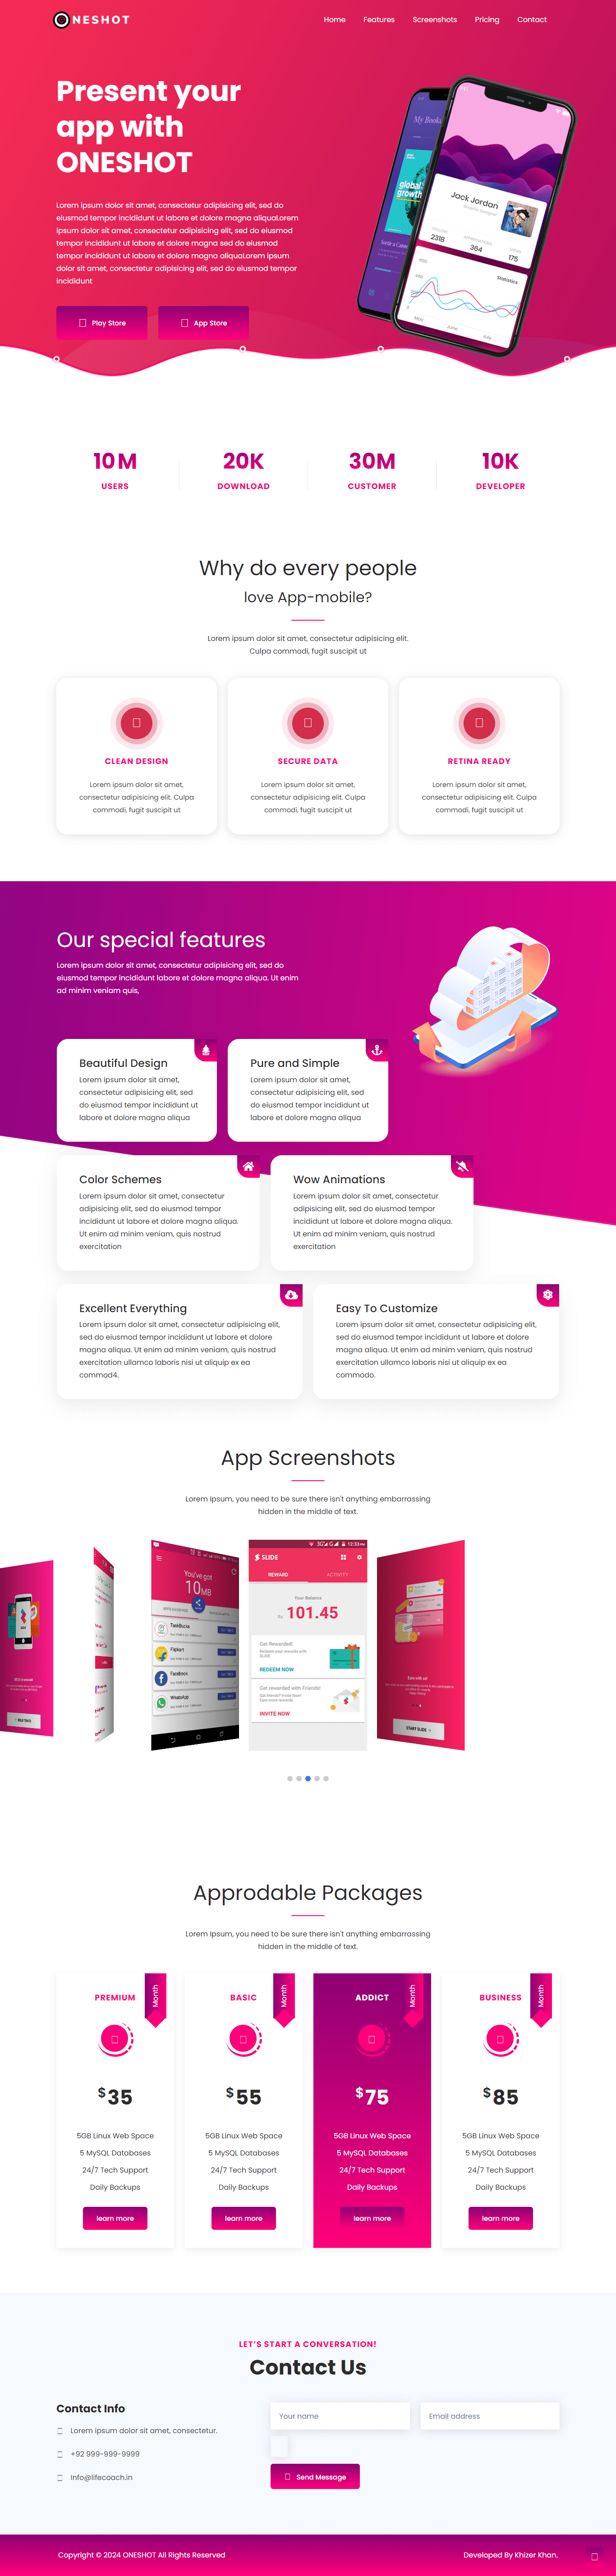 NESHOT
Home Features Screenshots Pricing Contact
Present your
app with
ONESHOT
Lorem ipsum dolor sit amet, consectetur adipisicing elit, sed do
eiusmod tempor incididunt ut labore et dolore magna aliquaLorem
ipsum dolor sit amet, consectetur adipisicing elit, sed do eiusmod
tempor incididunt ut labore et dolore magna sed do eiusmod
tempor incididunt ut labore et dolore magna aliquoLorem ipsum
dolor sit amet, consectetur adipisicing elit, sed do eiusmod tempor
incididunt
Play Store
App Store
My Books
global
growth
Jack Jordan
2318
364
175
Statistics
May June July
10M
USERS
20K
DOWNLOAD
30M
CUSTOMER
10K
DEVELOPER
Why do every people
love App-mobile?
Lorem ipsum dolor sit amet, consectetur adipisicing elit.
Culpa commodi, fugit suscipit ut
CLEAN DESIGN
Lorem ipsum dolor sit amet,
consectetur adipisicing elit. Culpa
commodi, fugit suscipit ut
SECURE DATA
Lorem ipsum dolor sit amet,
consectetur adipisicing elit. Culpa
commodi, fugit suscipit ut
RETINA READY
Lorem ipsum dolor sit amet,
consectetur adipisicing elit. Culpa
commodi, fugit suscipit ut
Our special features
Lorem ipsum dolor sit amet, consectetur adipisicing elit, sed do
eiusmod tempor incididunt ut labore et dolore magna aliqua. Ut enim
ad minim veniam quis,
Beautiful Design
Lorem ipsum dolor sit amet,
consectetur adipisicing elit, sed
do eiusmod tempor incididunt ut
labore et dolore magna aliqua
Pure and Simple
Lorem ipsum dolor sit amet,
consectetur adipisicing elit, sed
do eiusmod tempor incididunt ut
labore et dolore magna aliqua
Color Schemes
Lorem ipsum dolor sit amet, consectetur
adipisicing elit, sed do eiusmod tempor
incididunt ut labore et dolore magna aliqua.
Ut enim ad minim veniam, quis nostrud
exercitation
Wow Animations
Lorem ipsum dolor sit amet, consectetur
adipisicing elit, sed do eiusmod tempor
incididunt ut labore et dolore magna aliqua.
Ut enim ad minim veniam, quis nostrud
exercitation
Excellent Everything
Lorem ipsum dolor sit amet, consectetur adipisicing elit,
sed do eiusmod tempor incididunt ut labore et dolore
magna aliqua. Ut enim ad minim veniam, quis nostrud
exercitation ullamco laboris nisi ut aliquip ex ea
commod4.
Easy To Customize
Lorem ipsum dolor sit amet, consectetur adipisicing elit,
sed do eiusmod tempor incididunt ut labore et dolore
magna aliqua. Ut enim ad minim veniam, quis nostrud
exercitation ullamco laboris nisi ut aliquip ex ea
commodo.
App Screenshots
Lorem Ipsum, you need to be sure there isn't anything embarrassing
hidden in the middle of text.
You've got
10MB
Flipkart
Facebook
WhatsApp
3G 4G 12:33PM
SLIDE
REWARD ACTIVITY
Your Balance
101.45
Get Rewarded!
REDEEM NOW
Get rewarded with Friends!
INVITE NOW
START SLIDE
Approdable Packages
Lorem Ipsum, you need to be sure there isn't anything embarrassing
hidden in the middle of text.
PREMIUM
Month
$35
5GB Linux Web Space
5 MySQL Databases
24/7 Tech Support
Daily Backups
learn more
BASIC
Month
$55
5GB Linux Web Space
5 MySQL Databases
24/7 Tech Support
Daily Backups
learn more
ADDICT
Month
$75
5GB Linux Web Space
5 MySQL Databases
24/7 Tech Support
Daily Backups
learn more
BUSINESS
Month
$85
5GB Linux Web Space
5 MySQL Databases
24/7 Tech Support
Daily Backups
learn more
LET'S START A CONVERSATION!
Contact Us
Contact Info
Lorem ipsum dolor sit amet, consectetur.
+92 999-999-9999
Info@lifecoach.in
Your name
Email address
Send Message
Copyright © 2024 ONESHOT All Rights Reserved
Developed By Khizer Khan.